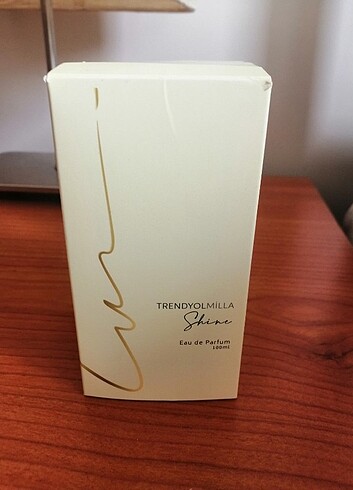 TRENDYOLMİLLA
Shine
Eau de Parfum
100ML